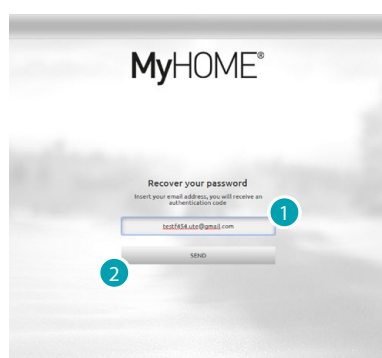 MyHOME®
Recover your password
Insert your email address, you will receive an
authentication code
1
testf454.ute@gmail.com
SEND
2